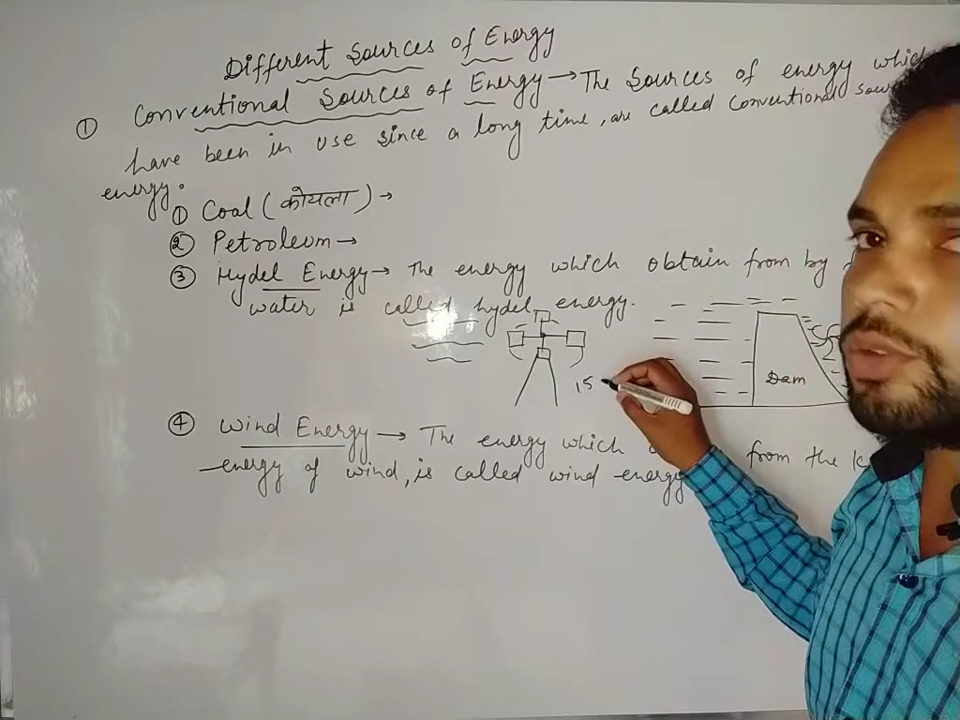 Different Sources of Energy
① Conventional Sources of Energy → The Sources of energy which
have been in use since a long time, are called conventional
energy.
① Coal (कोयला) →
② Petroleum →
③ Hydel Energy → The energy which obtain from by
water is called hydel energy.
Dam
15
④ Wind Energy → The energy which from the
energy of wind, is called wind energy